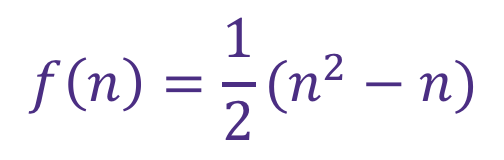 f(n) = 1/2 (n² − n)